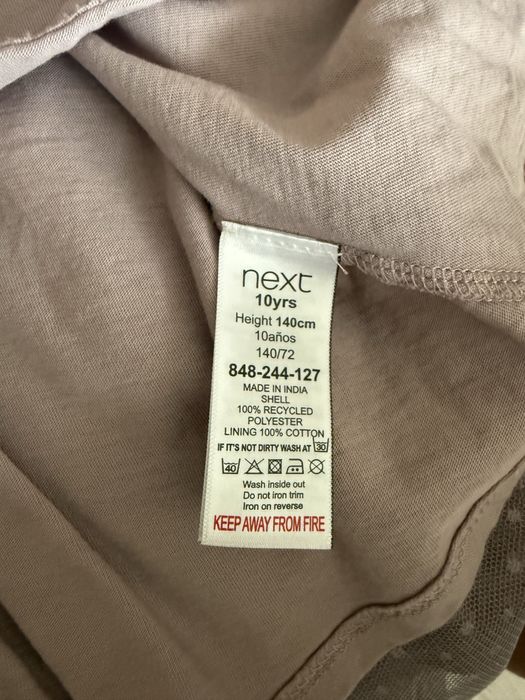 next
10yrs
Height 140cm
10años
140/72
848-244-127
MADE IN INDIA
SHELL
100% RECYCLED
POLYESTER
LINING 100% COTTON
IF IT'S NOT DIRTY WASH AT 30
40
Wash inside out
Do not iron trim
Iron on reverse
KEEP AWAY FROM FIRE